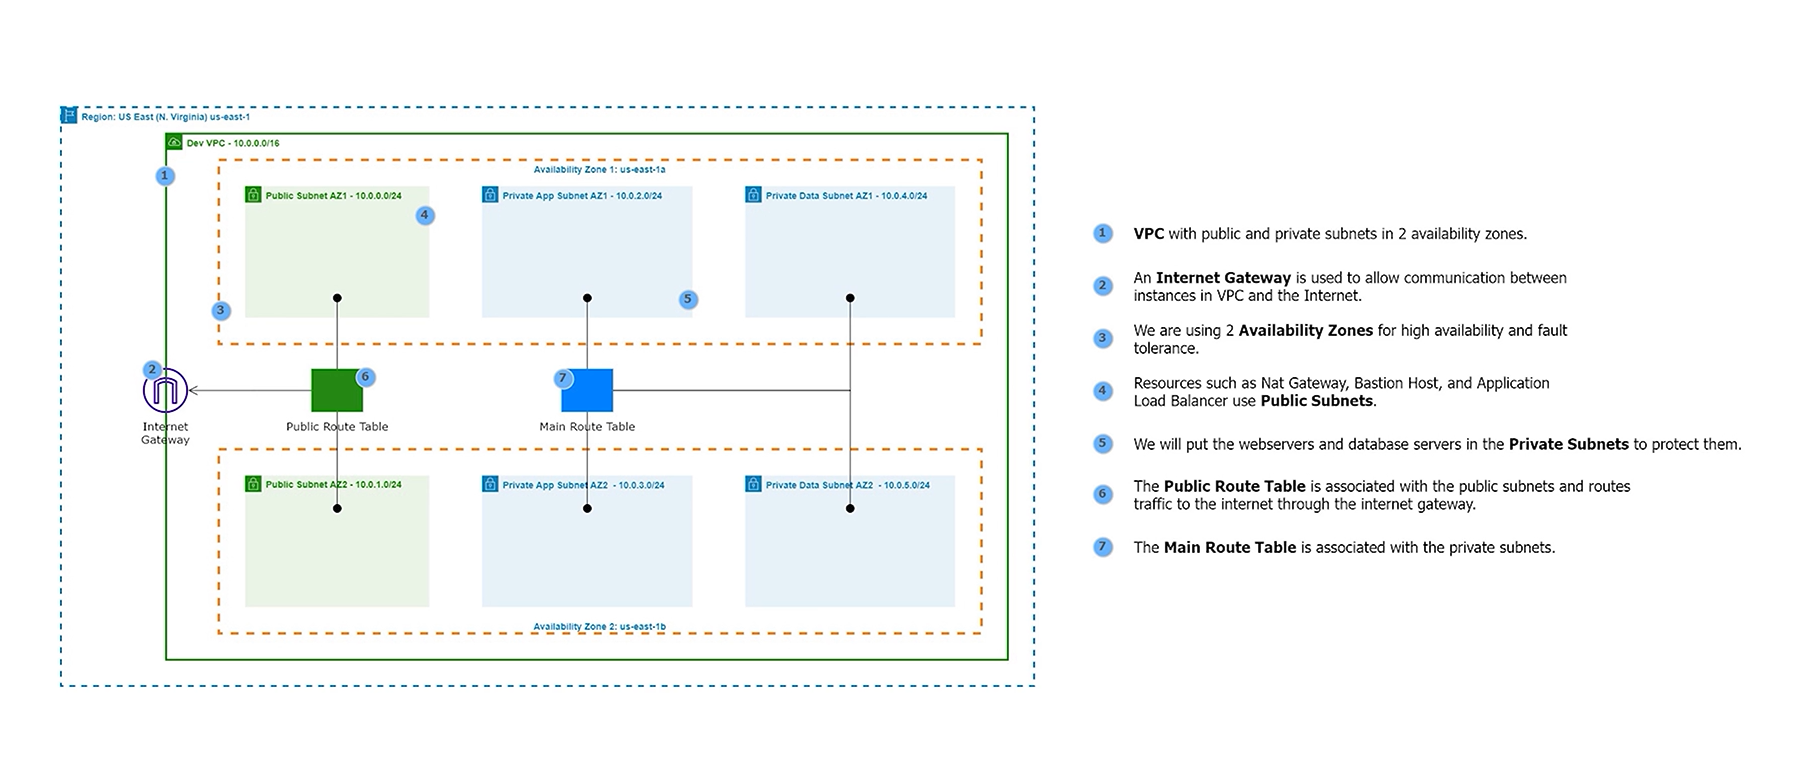 Region: US East (N. Virginia) us-east-1
Dev VPC - 10.0.0.0/16
1
Availability Zone 1: us-east-1a
Public Subnet AZ1 - 10.0.0.0/24
Private App Subnet AZ1 - 10.0.2.0/24
Private Data Subnet AZ1 - 10.0.4.0/24
4
5
3
2
6
7
Internet
Gateway
Public Route Table
Main Route Table
Public Subnet AZ2 - 10.0.1.0/24
Private App Subnet AZ2 - 10.0.3.0/24
Private Data Subnet AZ2 - 10.0.5.0/24
Availability Zone 2: us-east-1b
1 VPC with public and private subnets in 2 availability zones.
2 An Internet Gateway is used to allow communication between
instances in VPC and the Internet.
3 We are using 2 Availability Zones for high availability and fault
tolerance.
4 Resources such as Nat Gateway, Bastion Host, and Application
Load Balancer use Public Subnets.
5 We will put the webservers and database servers in the Private Subnets to protect them.
6 The Public Route Table is associated with the public subnets and routes
traffic to the internet through the internet gateway.
7 The Main Route Table is associated with the private subnets.